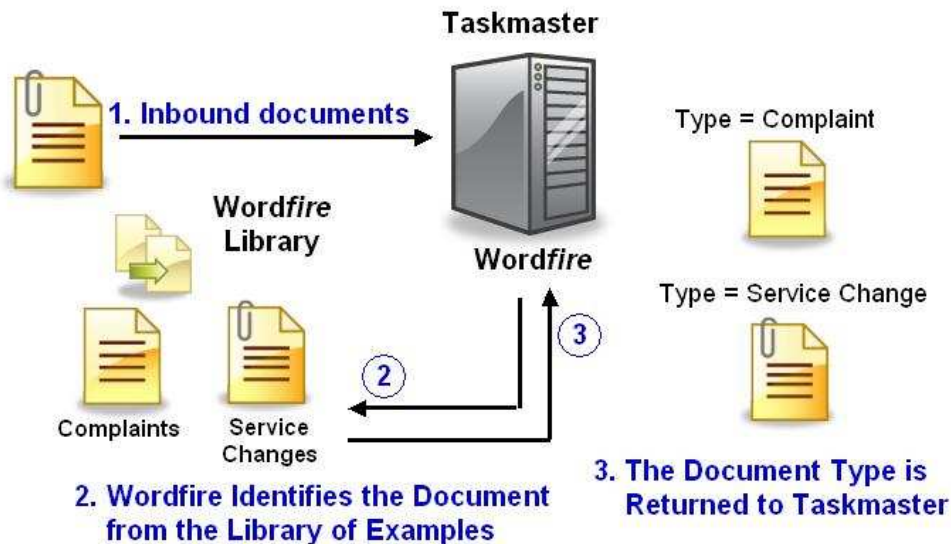 Taskmaster
1. Inbound documents
Type = Complaint
Wordfire
Library
Wordfire
Type = Service Change
3
2
Complaints
Service
Changes
2. Wordfire Identifies the Document
from the Library of Examples
3. The Document Type is
Returned to Taskmaster